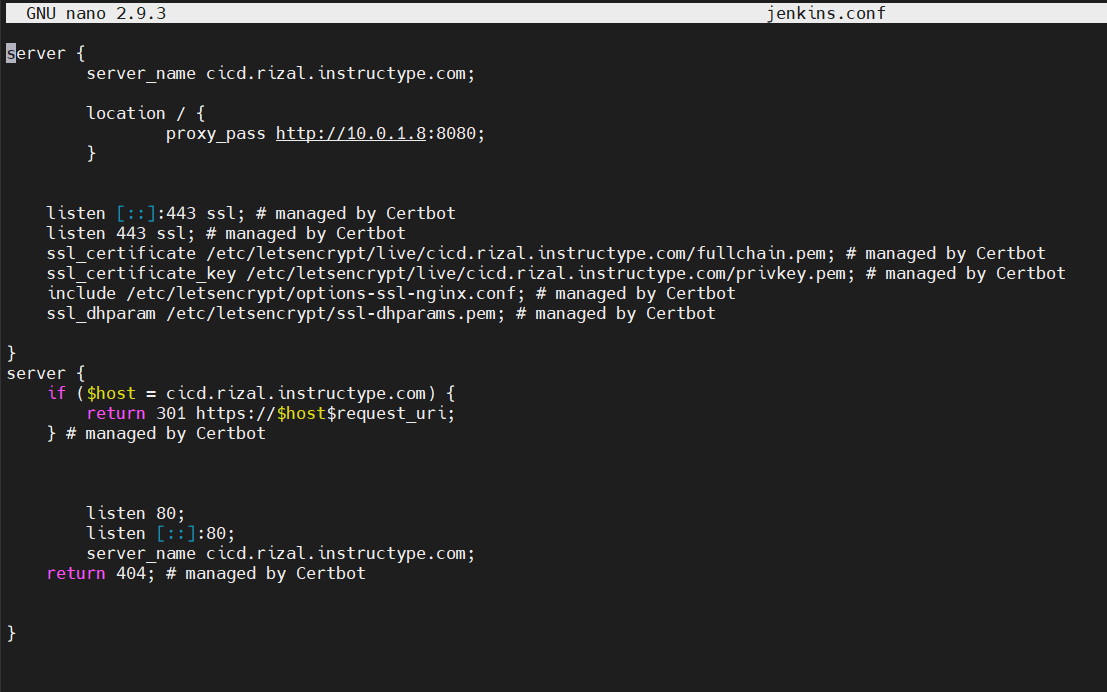 GNU nano 2.9.3 jenkins.conf
server {
server_name cicd.rizal.instructype.com;
location / {
proxy_pass http://10.0.1.8:8080;
}
listen [::]:443 ssl; # managed by Certbot
listen 443 ssl; # managed by Certbot
ssl_certificate /etc/letsencrypt/live/cicd.rizal.instructype.com/fullchain.pem; # managed by Certbot
ssl_certificate_key /etc/letsencrypt/live/cicd.rizal.instructype.com/privkey.pem; # managed by Certbot
include /etc/letsencrypt/options-ssl-nginx.conf; # managed by Certbot
ssl_dhparam /etc/letsencrypt/ssl-dhparams.pem; # managed by Certbot
}
server {
if ($host = cicd.rizal.instructype.com) {
return 301 https://$host$request_uri;
} # managed by Certbot
listen 80;
listen [::]:80;
server_name cicd.rizal.instructype.com;
return 404; # managed by Certbot
}